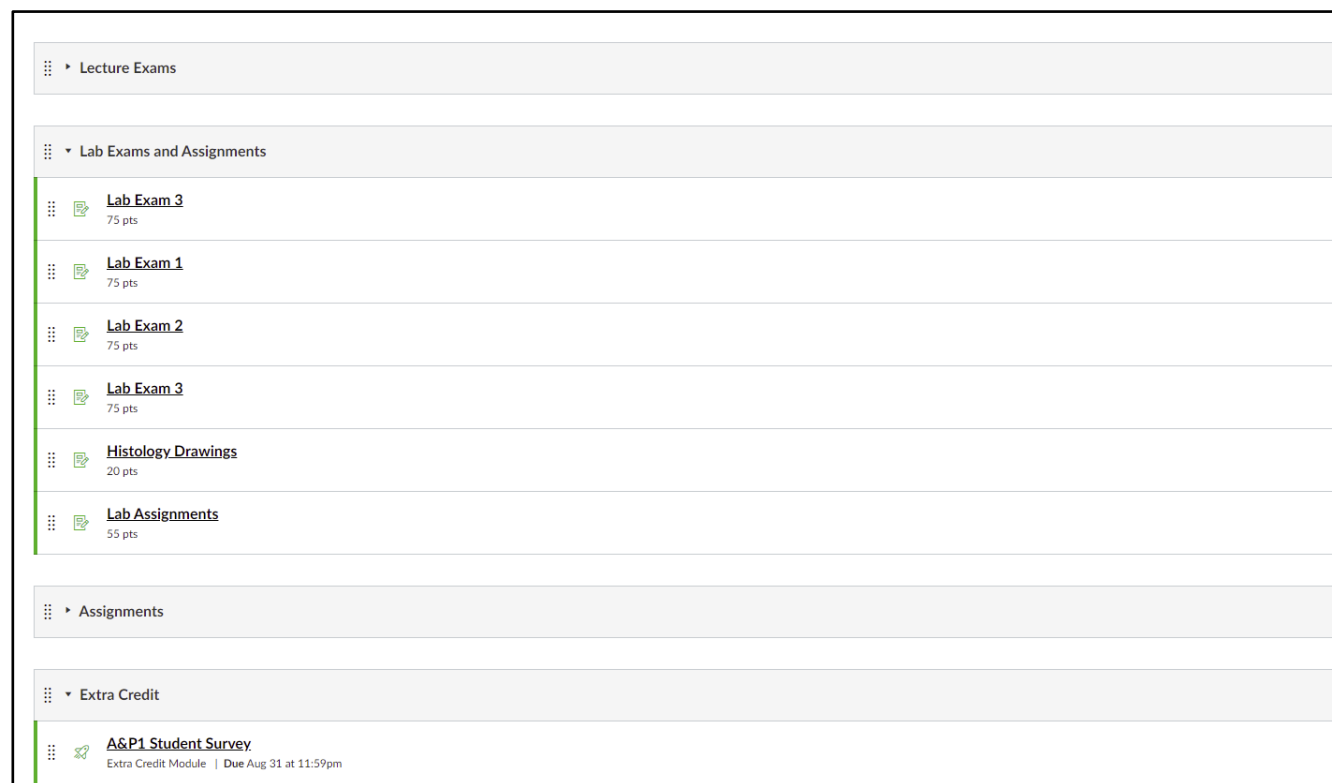 Lecture Exams
Lab Exams and Assignments
Lab Exam 3
75 pts
Lab Exam 1
75 pts
Lab Exam 2
75 pts
Lab Exam 3
75 pts
Histology Drawings
20 pts
Lab Assignments
55 pts
Assignments
Extra Credit
A&P1 Student Survey
Extra Credit Module | Due Aug 31 at 11:59pm